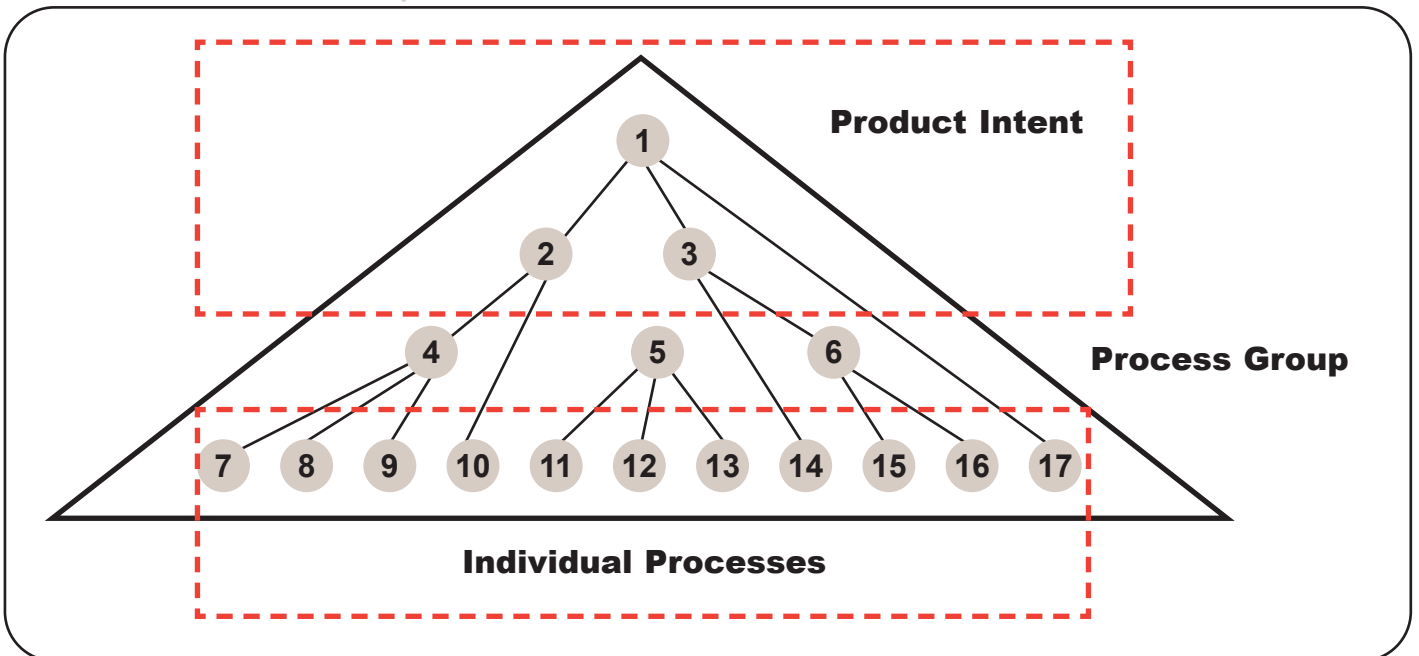 Product Intent
1
2 3
4 5 6
Process Group
7 8 9 10 11 12 13 14 15 16 17
Individual Processes